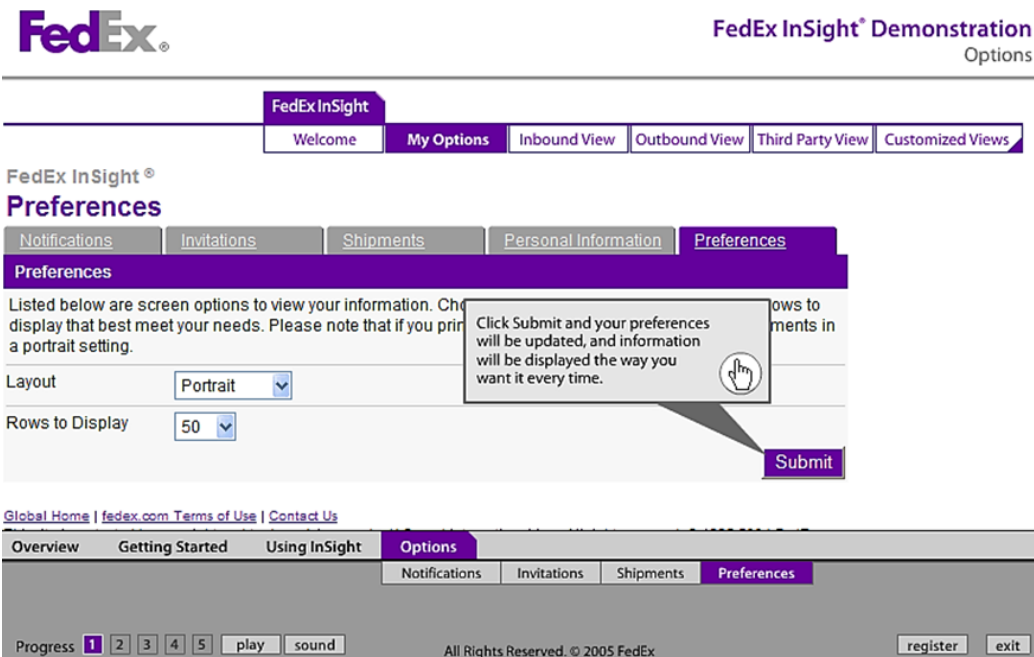 FedEx®
FedEx InSight® Demonstration
Options
FedEx InSight
Welcome My Options Inbound View Outbound View Third Party View Customized Views
FedEx InSight ®
Preferences
Notifications Invitations Shipments Personal Information Preferences
Preferences
Listed below are screen options to view your information. ows to
display that best meet your needs. Please note that if you ments in
a portrait setting.
Click Submit and your preferences
will be updated, and information
will be displayed the way you
want it every time.
Layout Portrait
Rows to Display 50
Submit
Global Home | fedex.com Terms of Use | Contact Us
Overview Getting Started Using InSight Options
Notifications Invitations Shipments Preferences
Progress 1 2 3 4 5 play sound All Rights Reserved. © 2005 FedEx register exit